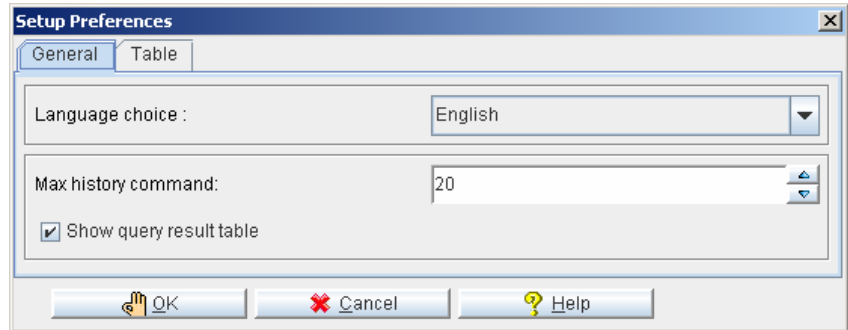 Setup Preferences
General Table
Language choice : English
Max history command: 20
Show query result table
OK Cancel Help